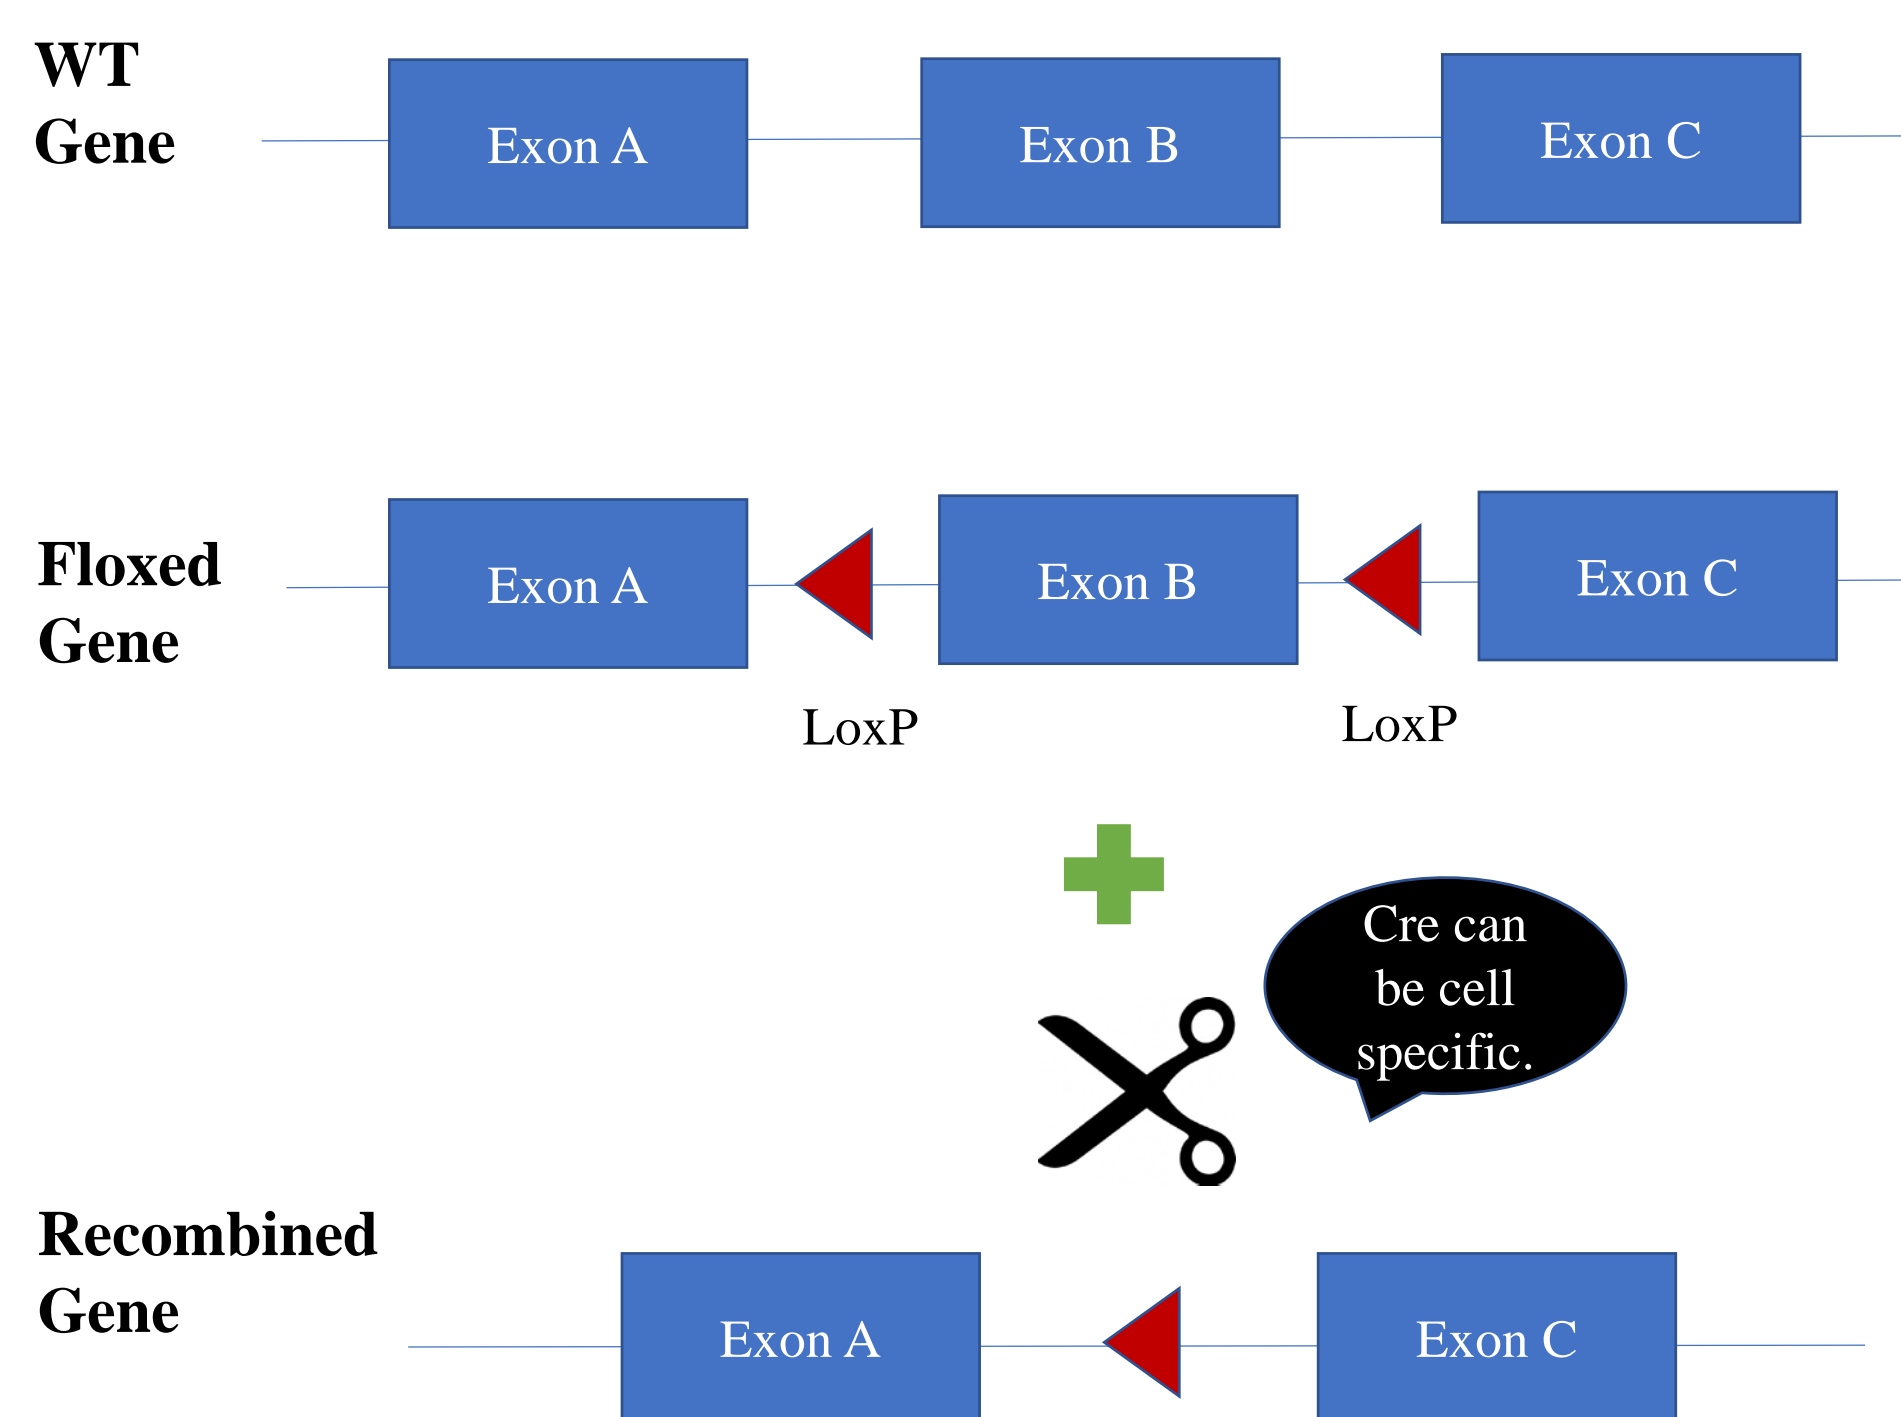 WT
Gene
Exon A
Exon B
Exon C
Floxed
Gene
Exon A
Exon B
Exon C
LoxP
LoxP
Cre can
be cell
specific.
Recombined
Gene
Exon A
Exon C